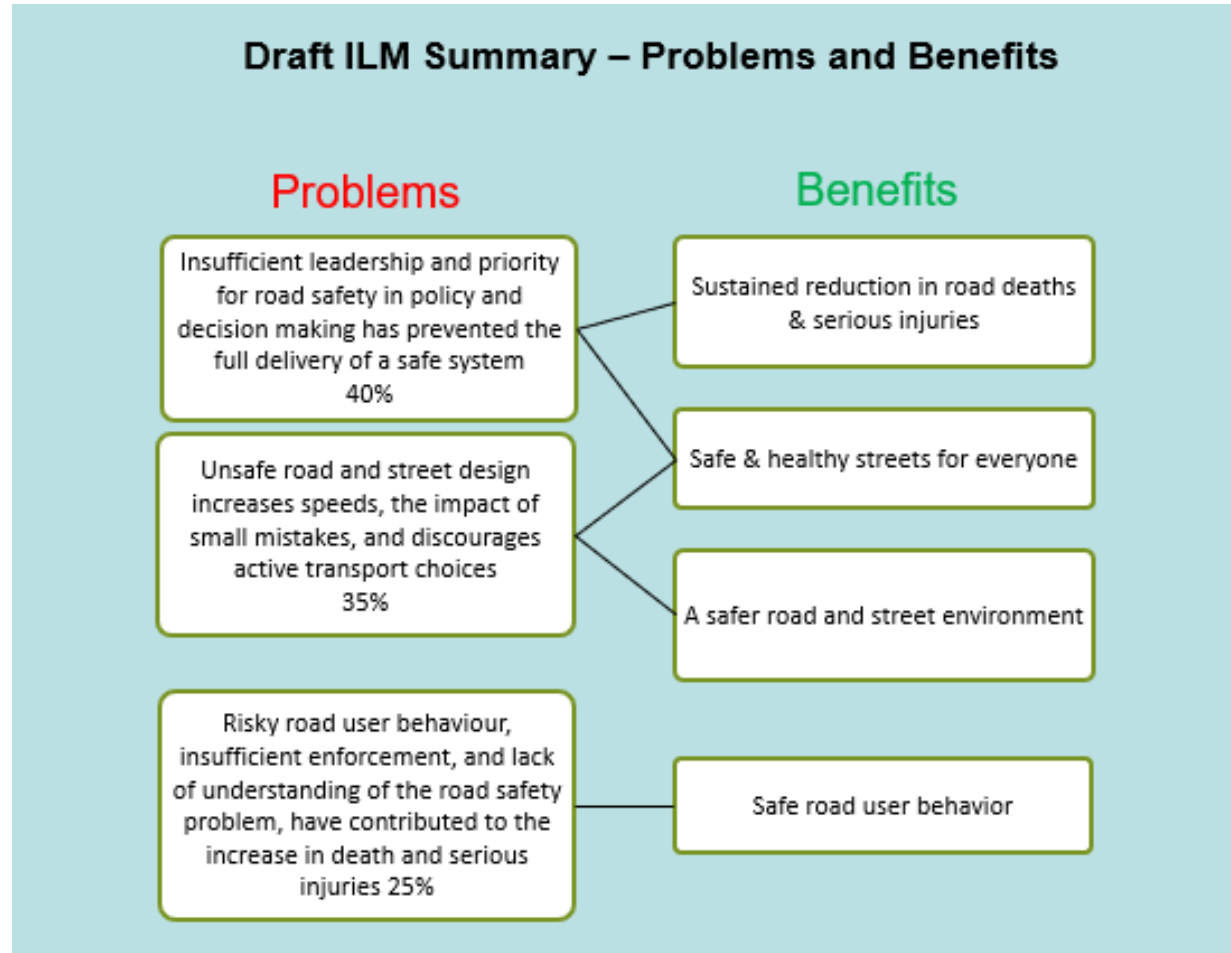 Draft ILM Summary – Problems and Benefits
Problems
Insufficient leadership and priority
for road safety in policy and
decision making has prevented the
full delivery of a safe system
40%
Unsafe road and street design
increases speeds, the impact of
small mistakes, and discourages
active transport choices
35%
Risky road user behaviour,
insufficient enforcement, and lack
of understanding of the road safety
problem, have contributed to the
increase in death and serious
injuries 25%
Benefits
Sustained reduction in road deaths
& serious injuries
Safe & healthy streets for everyone
A safer road and street environment
Safe road user behavior